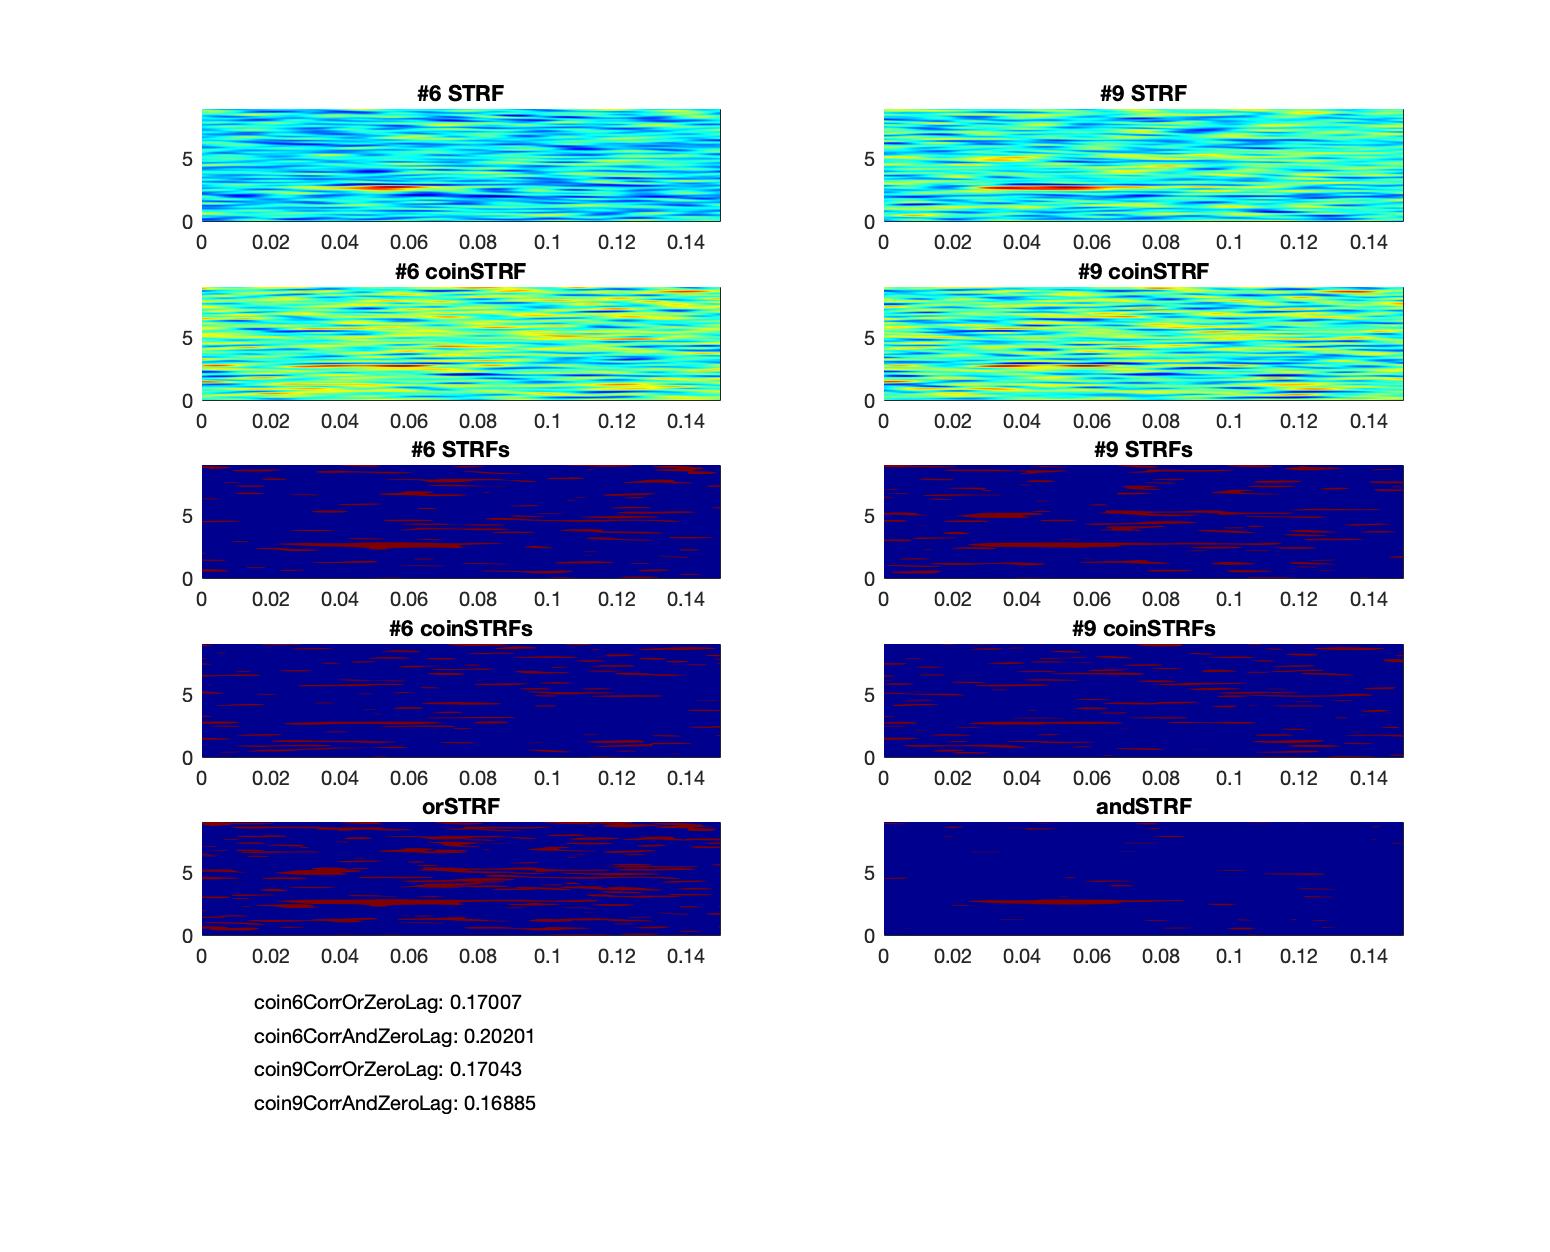 #6 STRF
#9 STRF
5
0
0 0.02 0.04 0.06 0.08 0.1 0.12 0.14
5
0
0 0.02 0.04 0.06 0.08 0.1 0.12 0.14
#6 coinSTRF
#9 coinSTRF
5
0
0 0.02 0.04 0.06 0.08 0.1 0.12 0.14
5
0
0 0.02 0.04 0.06 0.08 0.1 0.12 0.14
#6 STRFs
#9 STRFs
5
0
0 0.02 0.04 0.06 0.08 0.1 0.12 0.14
5
0
0 0.02 0.04 0.06 0.08 0.1 0.12 0.14
#6 coinSTRFs
#9 coinSTRFs
5
0
0 0.02 0.04 0.06 0.08 0.1 0.12 0.14
5
0
0 0.02 0.04 0.06 0.08 0.1 0.12 0.14
orSTRF
andSTRF
5
0
0 0.02 0.04 0.06 0.08 0.1 0.12 0.14
5
0
0 0.02 0.04 0.06 0.08 0.1 0.12 0.14
coin6CorrOrZeroLag: 0.17007
coin6CorrAndZeroLag: 0.20201
coin9CorrOrZeroLag: 0.17043
coin9CorrAndZeroLag: 0.16885